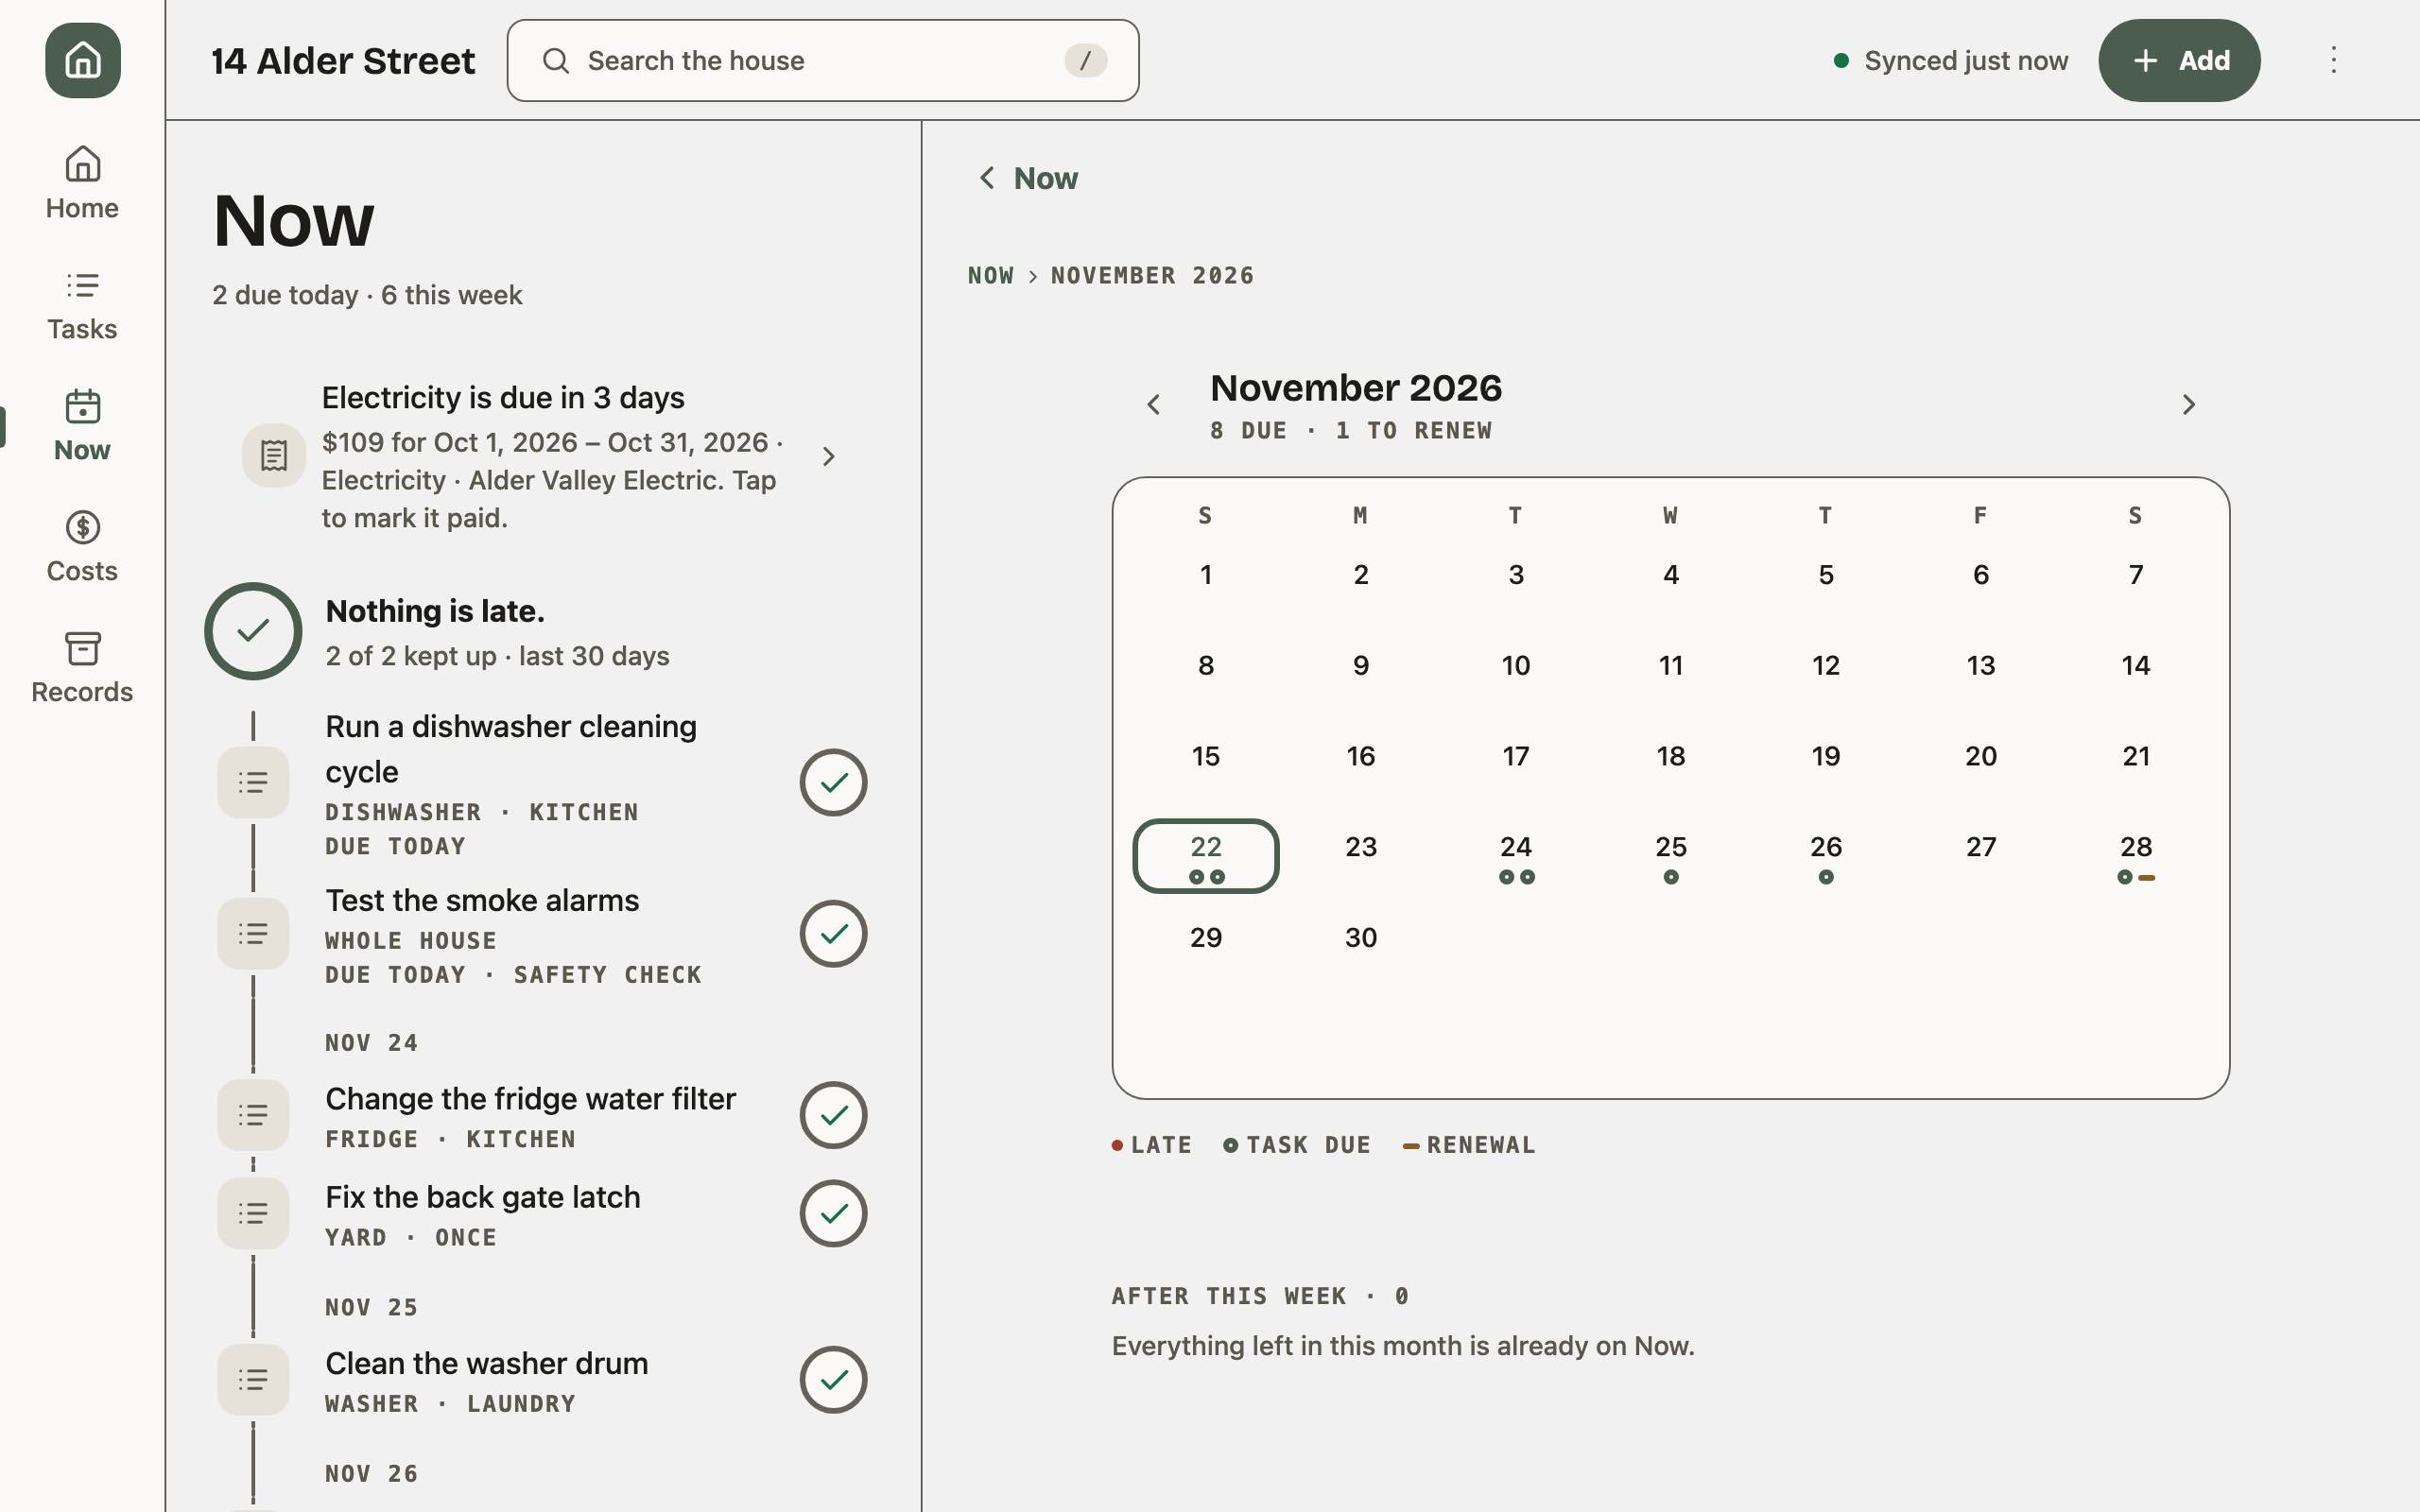 14 Alder Street
Search the house
/
Synced just now
Add
Home
Tasks
Now
Costs
Records
Now
2 due today · 6 this week
Electricity is due in 3 days
$109 for Oct 1, 2026 – Oct 31, 2026 ·
Electricity · Alder Valley Electric. Tap
to mark it paid.
Nothing is late.
2 of 2 kept up · last 30 days
Run a dishwasher cleaning
cycle
DISHWASHER · KITCHEN
DUE TODAY
Test the smoke alarms
WHOLE HOUSE
DUE TODAY · SAFETY CHECK
NOV 24
Change the fridge water filter
FRIDGE · KITCHEN
Fix the back gate latch
YARD · ONCE
NOV 25
Clean the washer drum
WASHER · LAUNDRY
NOV 26
Now
NOW > NOVEMBER 2026
November 2026
8 DUE · 1 TO RENEW
S M T W T F S
1 2 3 4 5 6 7
8 9 10 11 12 13 14
15 16 17 18 19 20 21
22 23 24 25 26 27 28
29 30
LATE TASK DUE RENEWAL
AFTER THIS WEEK · 0
Everything left in this month is already on Now.